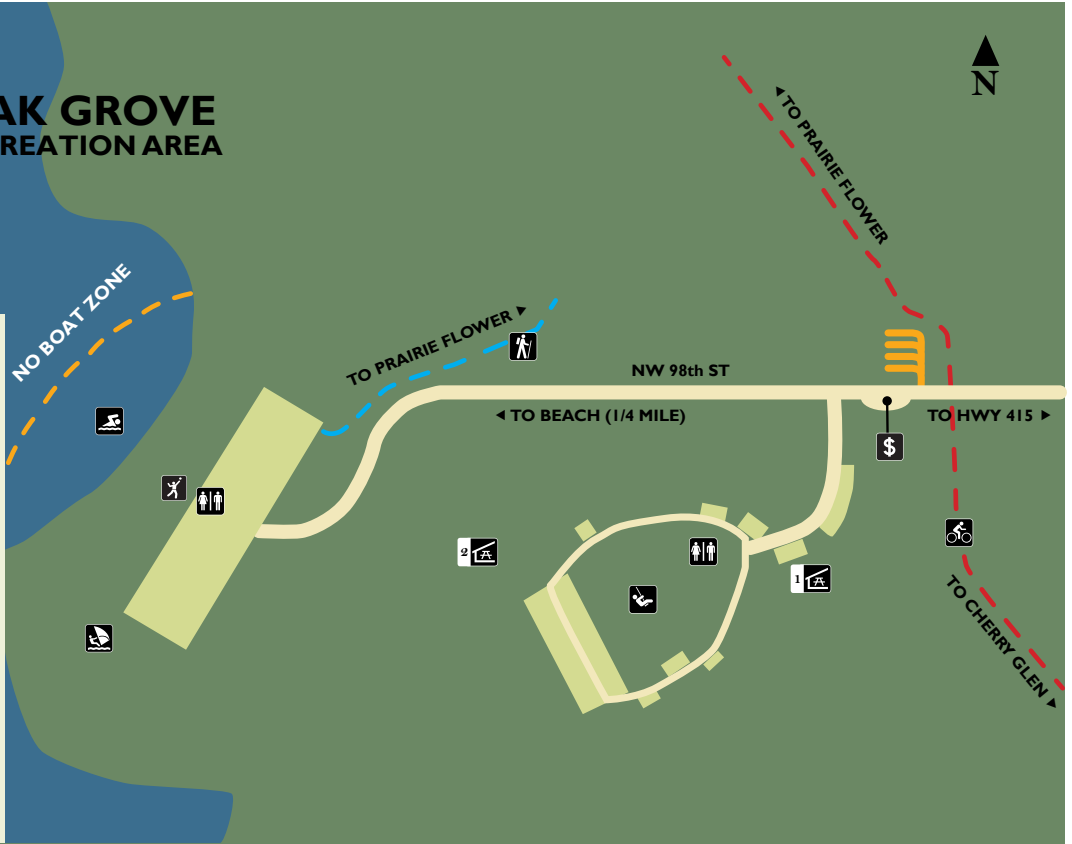 AK GROVE
REATION AREA
N
TO PRAIRIE FLOWER
NO BOAT ZONE
TO PRAIRIE FLOWER
NW 98th ST
TO BEACH (1/4 MILE)
TO HWY 415
$
2
1
TO CHERRY GLEN